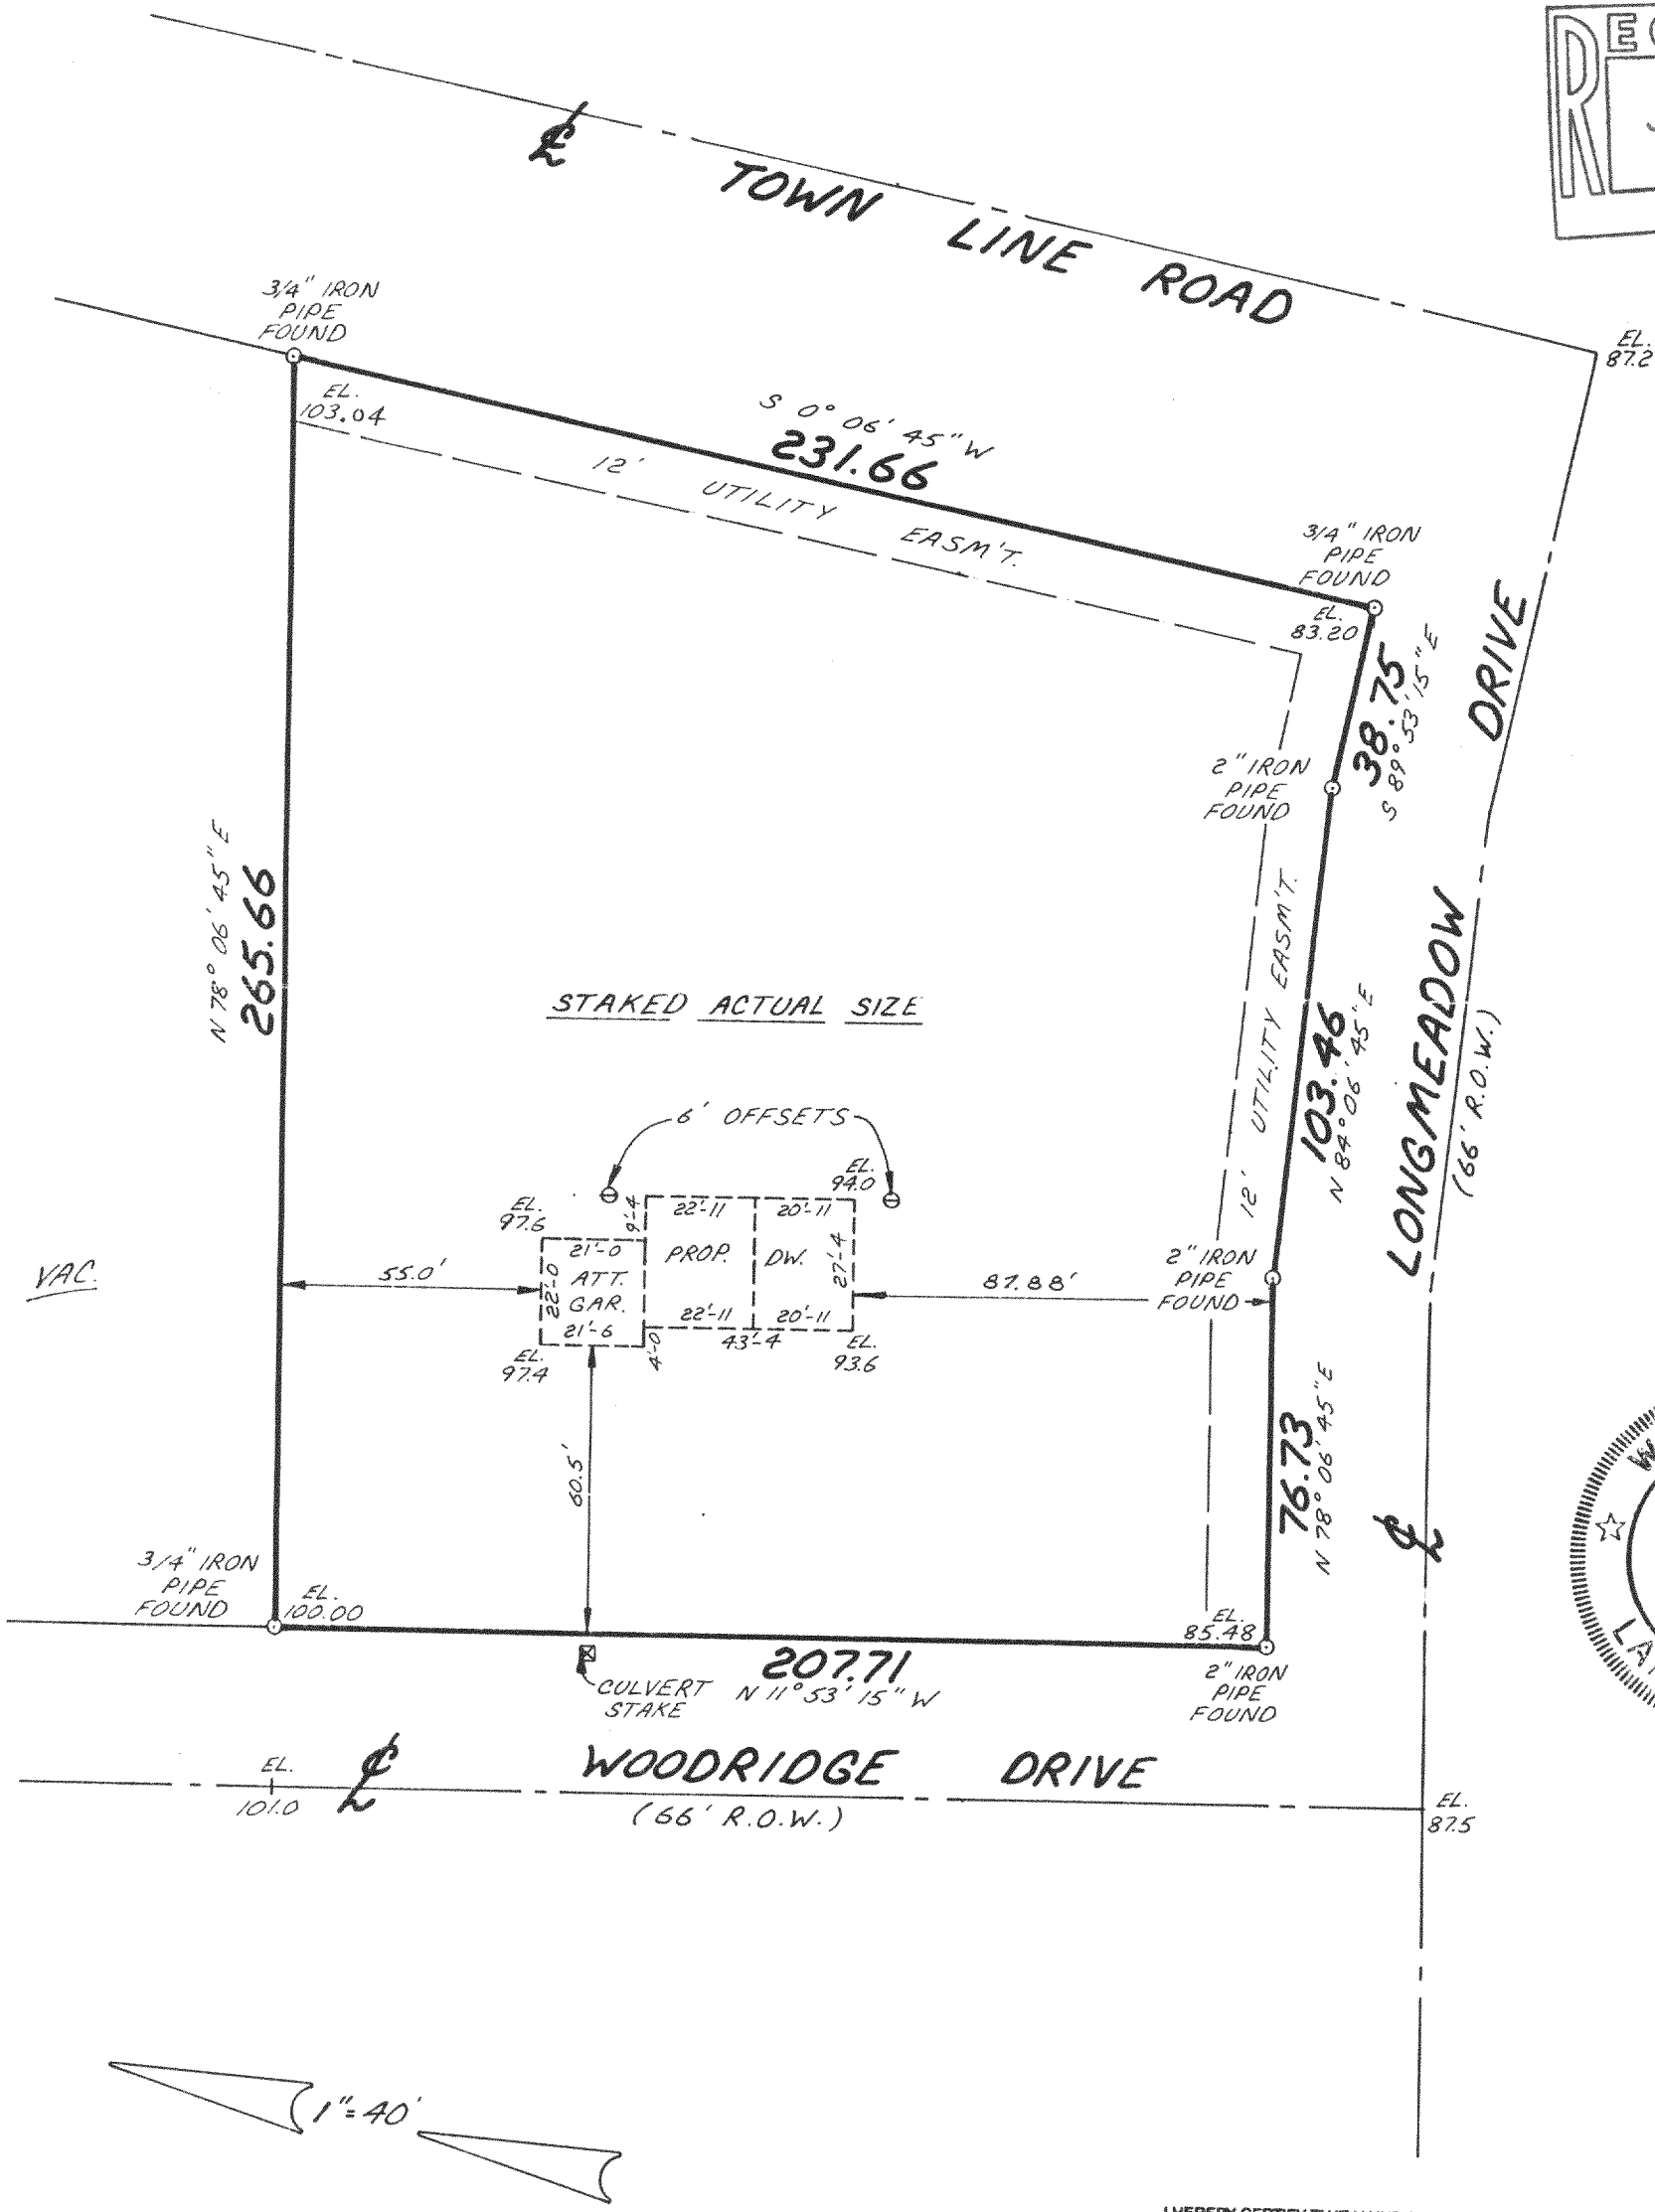 ℄
TOWN LINE ROAD
EL.
87.2
3/4" IRON
PIPE
FOUND
EL.
103.04
S 0° 06' 45" W
231.66
12' UTILITY EASM'T.
3/4" IRON
PIPE
FOUND
EL.
83.20
38.75
S 89° 53' 15" E
2" IRON
PIPE
FOUND
LONGMEADOW DRIVE
(66' R.O.W.)
N 78° 06' 45" E
265.66
12' UTILITY EASM'T.
103.46
N 84° 06' 45" E
STAKED ACTUAL SIZE
6' OFFSETS
EL.
94.0
EL.
97.6
9'-4
22'-11
20'-11
21'-0
PROP.
DW.
27'-4
ATT.
GAR.
22'-0
22'-11
20'-11
21'-6
4'-0
43'-4
EL.
97.4
EL.
93.6
VAC.
55.0'
87.88'
2" IRON
PIPE
FOUND
60.5'
76.73
N 78° 06' 45" E
℄
3/4" IRON
PIPE
FOUND
EL.
100.00
EL.
85.48
2" IRON
PIPE
FOUND
207.71
N 11° 53' 15" W
CULVERT
STAKE
EL.
101.0
℄
WOODRIDGE DRIVE
(66' R.O.W.)
EL.
87.5
1"=40'